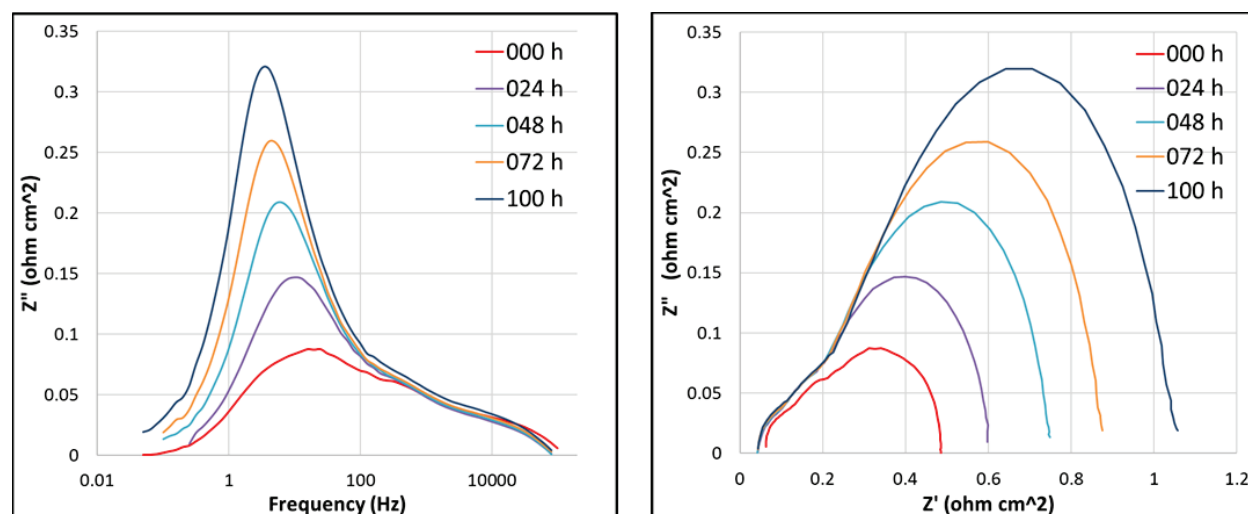 0.35
0.3
0.25
0.2
0.15
0.1
0.05
0
Z" (ohm cm^2)
0.01
1
100
10000
Frequency (Hz)
000 h
024 h
048 h
072 h
100 h
0.35
0.3
0.25
0.2
0.15
0.1
0.05
0
Z" (ohm cm^2)
0
0.2
0.4
0.6
0.8
1
1.2
Z' (ohm cm^2)
000 h
024 h
048 h
072 h
100 h